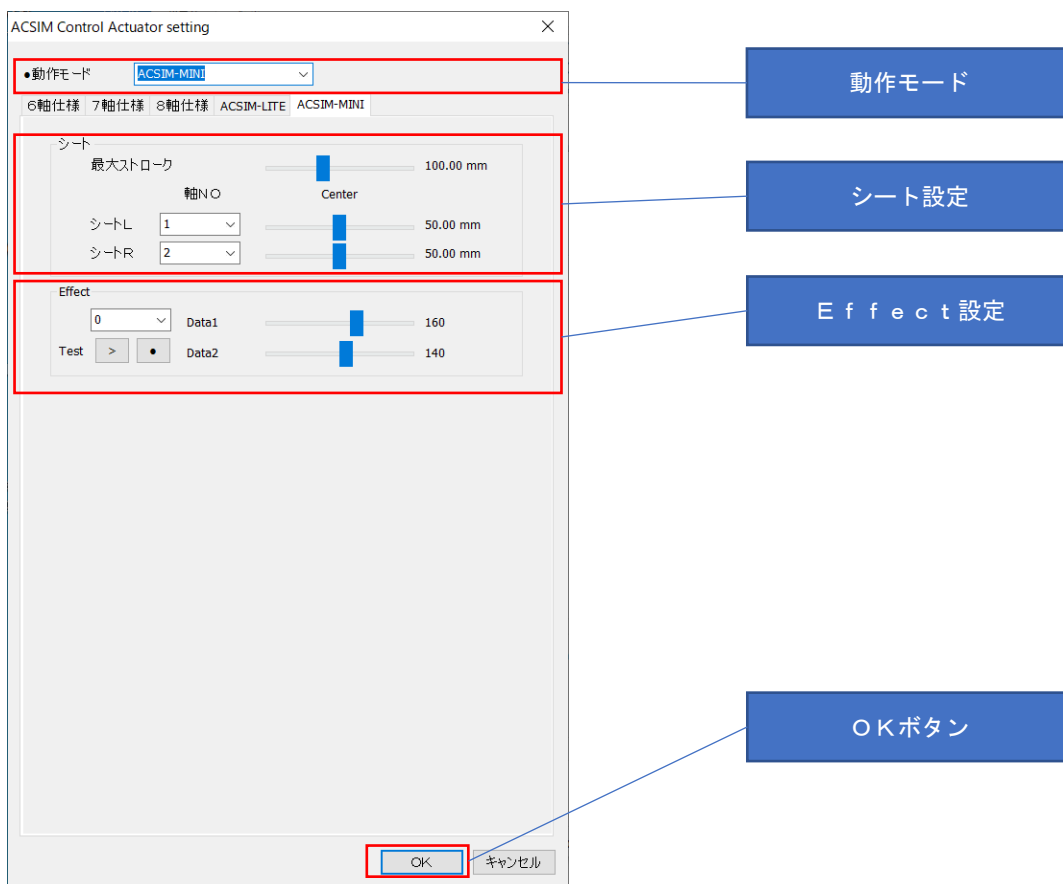 ACSIM Control Actuator setting
●動作モード ACSIM-MINI
6軸仕様 7軸仕様 8軸仕様 ACSIM-LITE ACSIM-MINI
シート
最大ストローク 100.00 mm
軸NO Center
シートL 1 50.00 mm
シートR 2 50.00 mm
Effect
0 Data1 160
Test > ● Data2 140
OK キャンセル
動作モード
シート設定
Effect設定
OKボタン